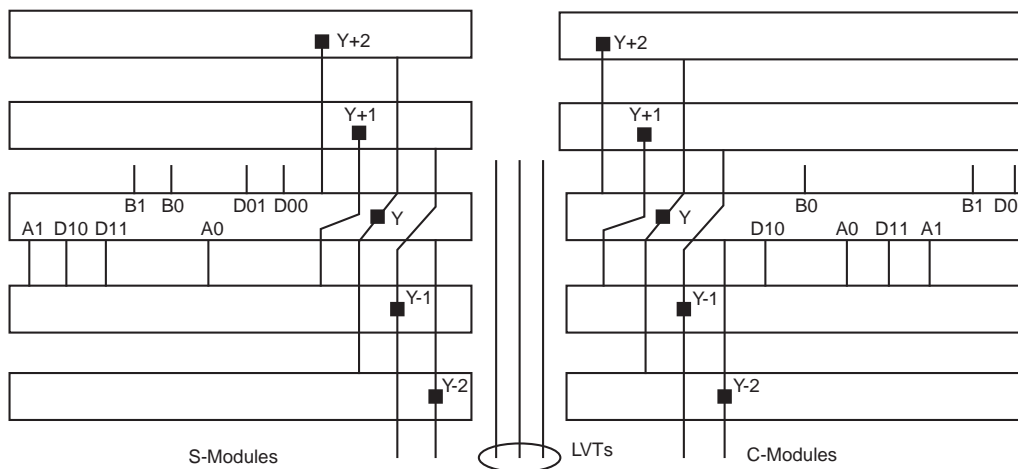 Y+2
Y+2
Y+1
Y+1
B1 B0 D01 D00
B0 B1 D0
Y
Y
A1 D10 D11 A0
D10 A0 D11 A1
Y-1
Y-1
Y-2
Y-2
S-Modules
LVTs
C-Modules